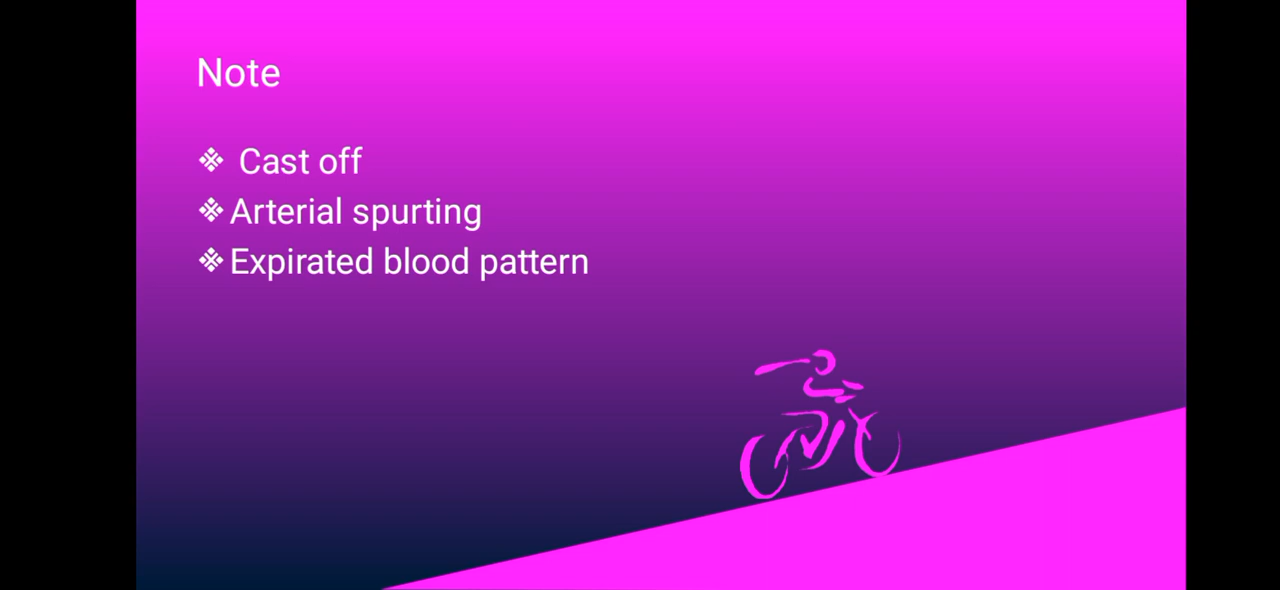 Note
❖ Cast off
❖ Arterial spurting
❖ Expirated blood pattern